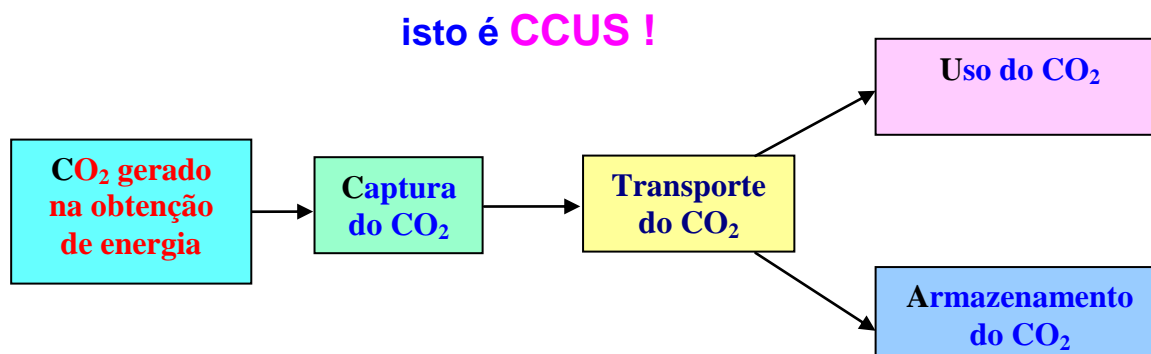 isto é CCUS !
CO₂ gerado
na obtenção
de energia
Captura
do CO₂
Transporte
do CO₂
Uso do CO₂
Armazenamento
do CO₂